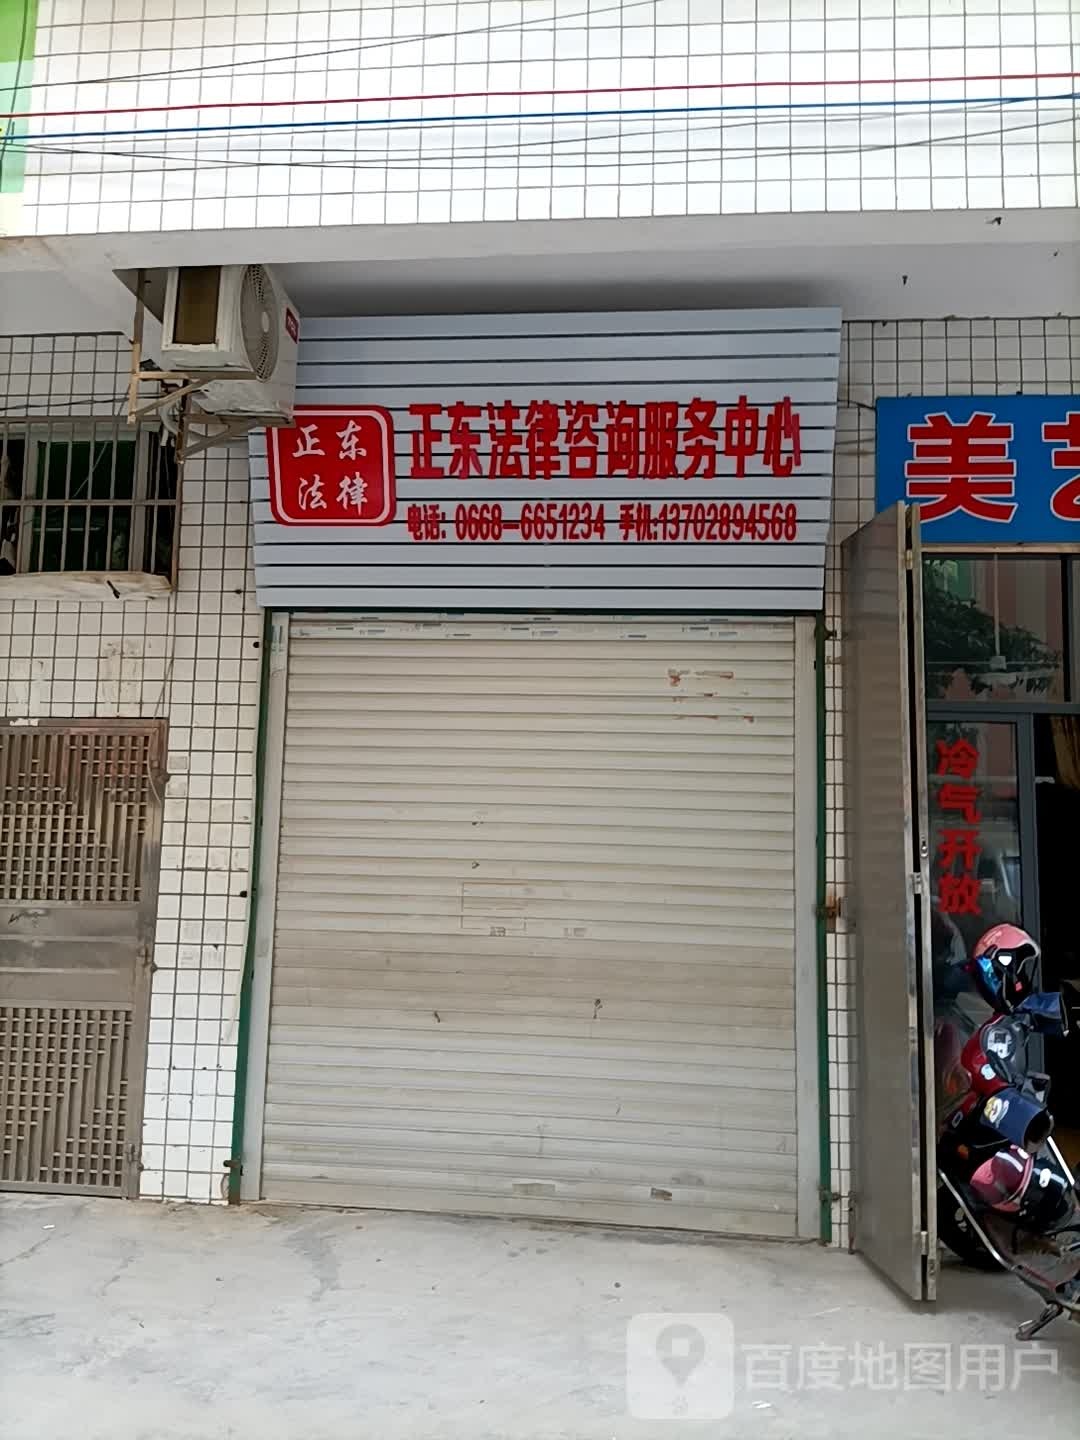 正东
法律
正东法律咨询服务中心
电话: 0668-6651234 手机:13702894568
美艺
冷气开放
百度地图用户